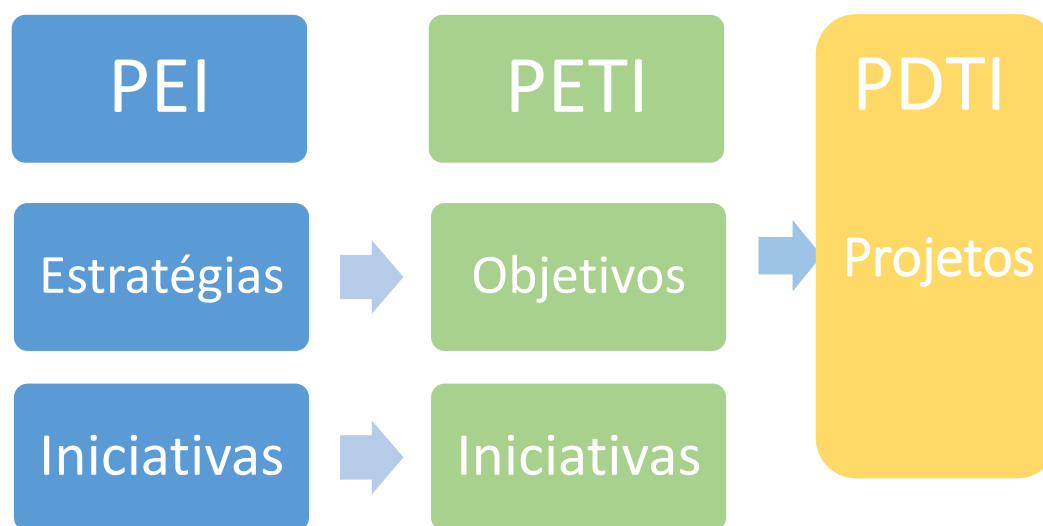 PEI
PETI
PDTI
Estratégias
Objetivos
Projetos
Iniciativas
Iniciativas